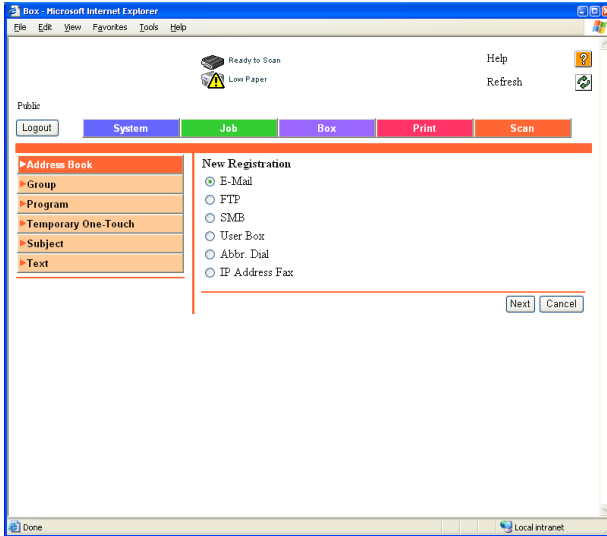 Box - Microsoft Internet Explorer
File Edit View Favorites Tools Help
Ready to Scan
Help
Low Paper
Refresh
Public
Logout System Job Box Print Scan
Address Book
New Registration
E-Mail
Group
FTP
Program
SMB
Temporary One-Touch
User Box
Subject
Abbr. Dial
Text
IP Address Fax
Next Cancel
Done
Local intranet